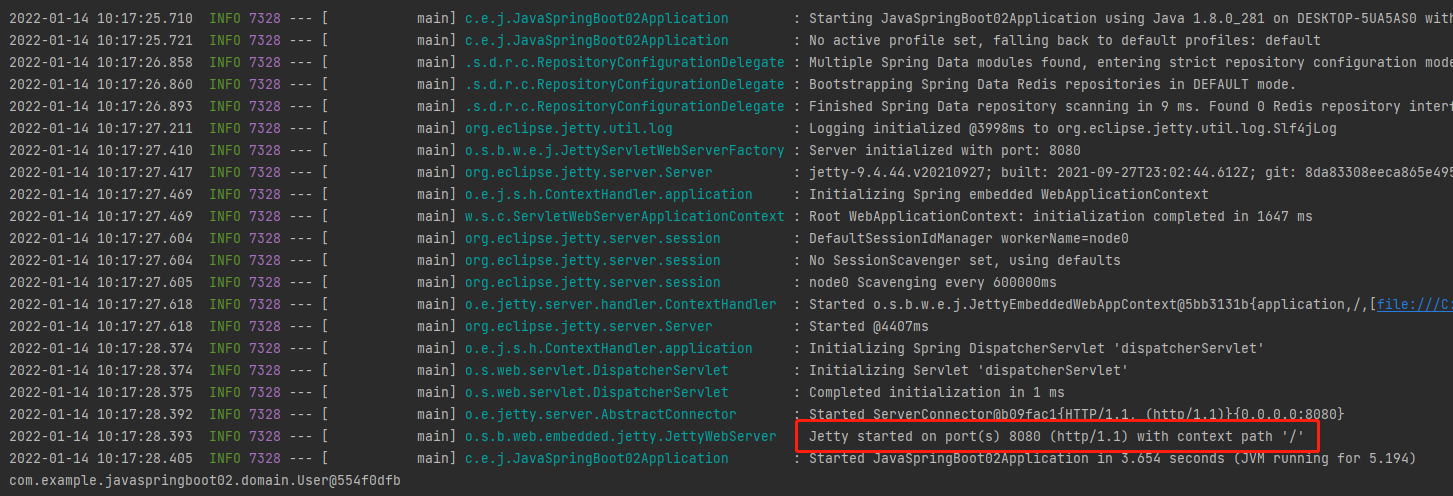 2022-01-14 10:17:25.710  INFO 7328 --- [           main] c.e.j.JavaSpringBoot02Application        : Starting JavaSpringBoot02Application using Java 1.8.0_281 on DESKTOP-5UA5AS0 with
2022-01-14 10:17:25.721  INFO 7328 --- [           main] c.e.j.JavaSpringBoot02Application        : No active profile set, falling back to default profiles: default
2022-01-14 10:17:26.858  INFO 7328 --- [           main] .s.d.r.c.RepositoryConfigurationDelegate : Multiple Spring Data modules found, entering strict repository configuration mode
2022-01-14 10:17:26.860  INFO 7328 --- [           main] .s.d.r.c.RepositoryConfigurationDelegate : Bootstrapping Spring Data Redis repositories in DEFAULT mode.
2022-01-14 10:17:26.893  INFO 7328 --- [           main] .s.d.r.c.RepositoryConfigurationDelegate : Finished Spring Data repository scanning in 9 ms. Found 0 Redis repository interf
2022-01-14 10:17:27.211  INFO 7328 --- [           main] org.eclipse.jetty.util.log               : Logging initialized @3998ms to org.eclipse.jetty.util.log.Slf4jLog
2022-01-14 10:17:27.410  INFO 7328 --- [           main] o.s.b.w.e.j.JettyServletWebServerFactory : Server initialized with port: 8080
2022-01-14 10:17:27.417  INFO 7328 --- [           main] org.eclipse.jetty.server.Server          : jetty-9.4.44.v20210927; built: 2021-09-27T23:02:44.612Z; git: 8da83308eeca865e495
2022-01-14 10:17:27.469  INFO 7328 --- [           main] o.e.j.s.h.ContextHandler.application     : Initializing Spring embedded WebApplicationContext
2022-01-14 10:17:27.469  INFO 7328 --- [           main] w.s.c.ServletWebServerApplicationContext : Root WebApplicationContext: initialization completed in 1647 ms
2022-01-14 10:17:27.604  INFO 7328 --- [           main] org.eclipse.jetty.server.session         : DefaultSessionIdManager workerName=node0
2022-01-14 10:17:27.604  INFO 7328 --- [           main] org.eclipse.jetty.server.session         : No SessionScavenger set, using defaults
2022-01-14 10:17:27.605  INFO 7328 --- [           main] org.eclipse.jetty.server.session         : node0 Scavenging every 600000ms
2022-01-14 10:17:27.618  INFO 7328 --- [           main] o.e.jetty.server.handler.ContextHandler  : Started o.s.b.w.e.j.JettyEmbeddedWebAppContext@5bb3131b{application,/,[file:///C:
2022-01-14 10:17:27.618  INFO 7328 --- [           main] org.eclipse.jetty.server.Server          : Started @4407ms
2022-01-14 10:17:28.374  INFO 7328 --- [           main] o.e.j.s.h.ContextHandler.application     : Initializing Spring DispatcherServlet 'dispatcherServlet'
2022-01-14 10:17:28.374  INFO 7328 --- [           main] o.s.web.servlet.DispatcherServlet        : Initializing Servlet 'dispatcherServlet'
2022-01-14 10:17:28.375  INFO 7328 --- [           main] o.s.web.servlet.DispatcherServlet        : Completed initialization in 1 ms
2022-01-14 10:17:28.392  INFO 7328 --- [           main] o.e.jetty.server.AbstractConnector       : Started ServerConnector@b09fac1{HTTP/1.1, (http/1.1)}{0.0.0.0:8080}
2022-01-14 10:17:28.393  INFO 7328 --- [           main] o.s.b.web.embedded.jetty.JettyWebServer    Jetty started on port(s) 8080 (http/1.1) with context path '/'
2022-01-14 10:17:28.405  INFO 7328 --- [           main] c.e.j.JavaSpringBoot02Application        : Started JavaSpringBoot02Application in 3.654 seconds (JVM running for 5.194)
com.example.javaspringboot02.domain.User@554f0dfb